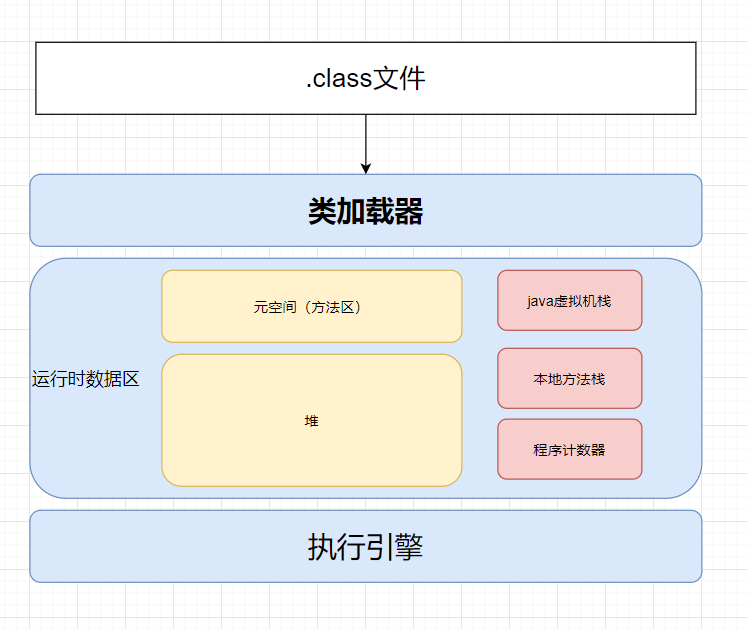 .class文件
类加载器
元空间（方法区）
java虚拟机栈
运行时数据区
本地方法栈
堆
程序计数器
执行引擎